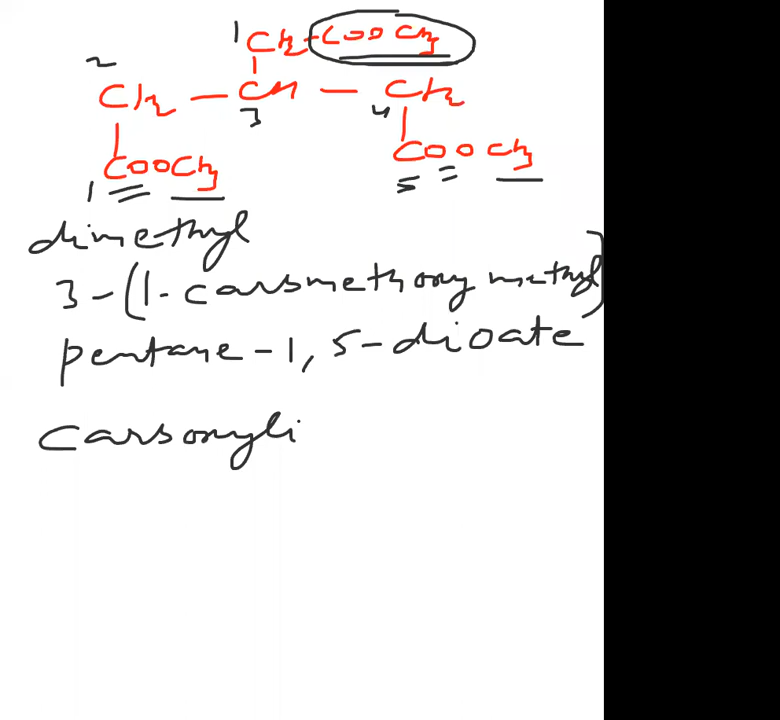 1 CH2-COOCH3
2 3 4
CH2 — CH — CH2
1 COOCH3 5 COOCH3
dimethyl
3-(1-carbmethoxy methyl)
pentane-1, 5-dioate
Carbonyli